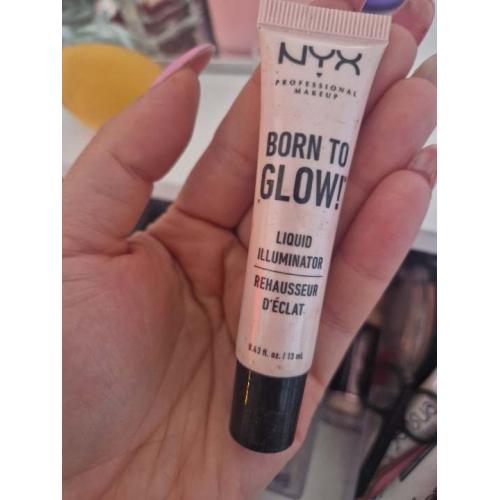 NYX
PROFESSIONAL
MAKEUP
BORN TO
GLOW!
LIQUID
ILLUMINATOR
REHAUSSEUR
D'ÉCLAT
0.43 fl. oz. / 13 mL